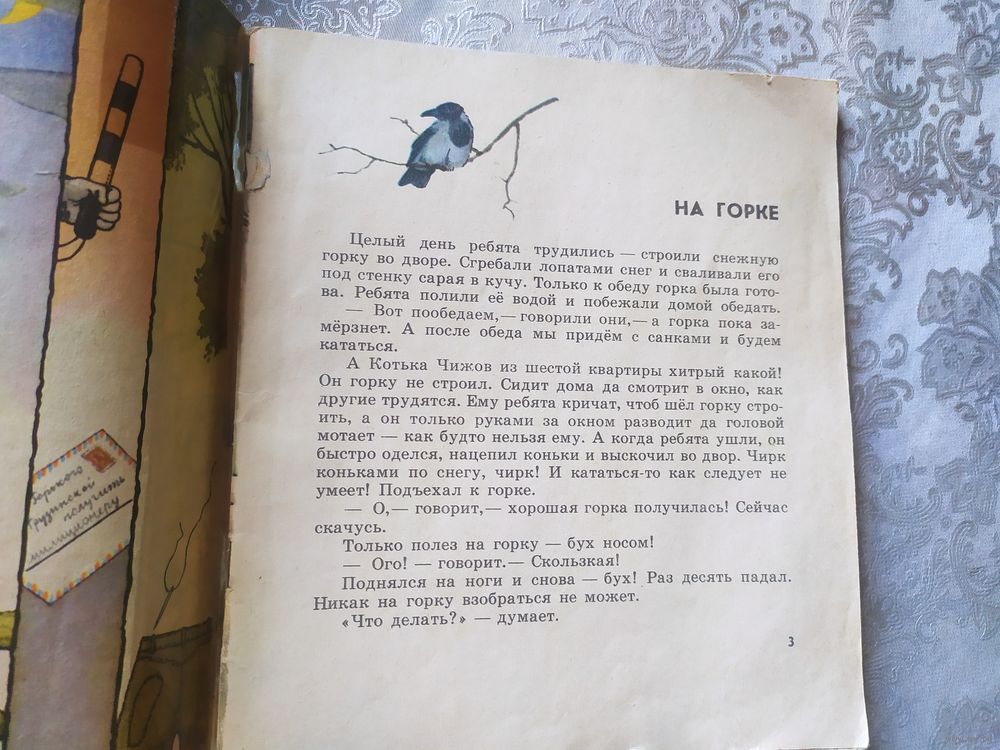 Горького
Грузинской
получить
милиционеру
НА ГОРКЕ
Целый день ребята трудились — строили снежную
горку во дворе. Сгребали лопатами снег и сваливали его
под стенку сарая в кучу. Только к обеду горка была гото-
ва. Ребята полили её водой и побежали домой обедать.
— Вот пообедаем,— говорили они,— а горка пока за-
мёрзнет. А после обеда мы придём с санками и будем
кататься.
А Котька Чижов из шестой квартиры хитрый какой!
Он горку не строил. Сидит дома да смотрит в окно, как
другие трудятся. Ему ребята кричат, чтоб шёл горку стро-
ить, а он только руками за окном разводит да головой
мотает — как будто нельзя ему. А когда ребята ушли, он
быстро оделся, нацепил коньки и выскочил во двор. Чирк
коньками по снегу, чирк! И кататься-то как следует не
умеет! Подъехал к горке.
— О,— говорит,— хорошая горка получилась! Сейчас
скачусь.
Только полез на горку — бух носом!
— Ого! — говорит.— Скользкая!
Поднялся на ноги и снова — бух! Раз десять падал.
Никак на горку взобраться не может.
«Что делать?» — думает.
3